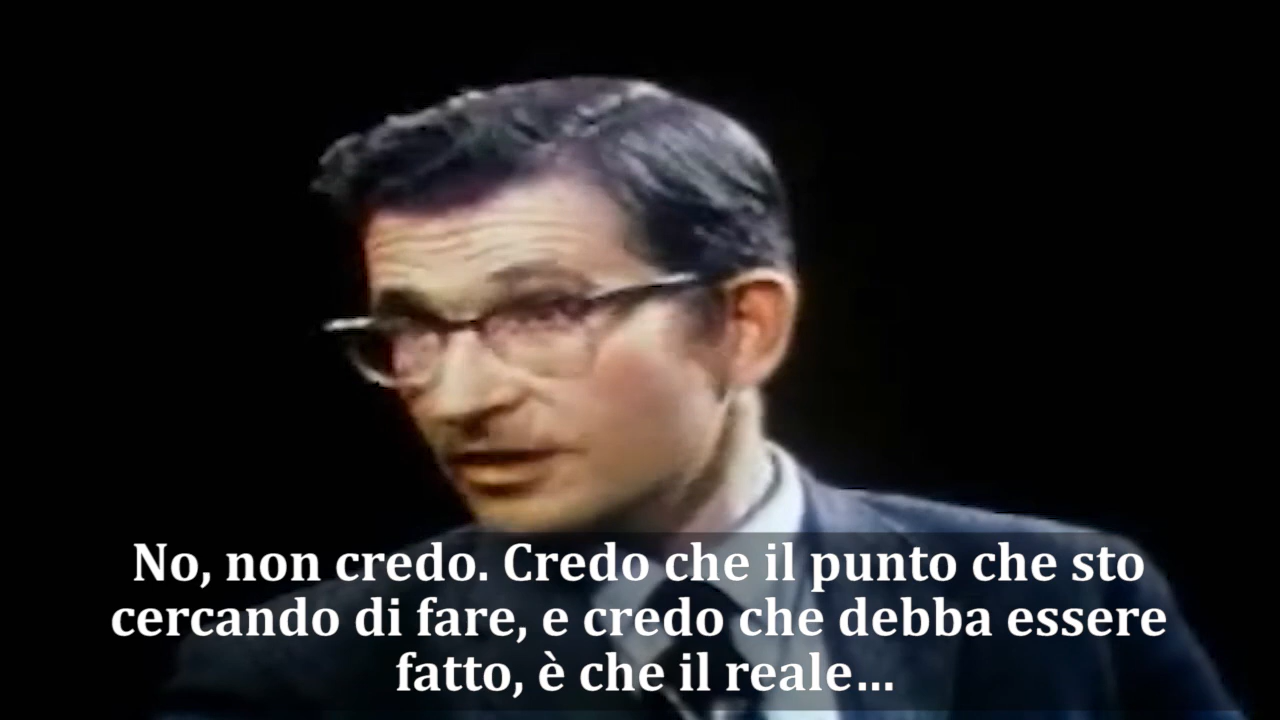 No, non credo. Credo che il punto che sto
cercando di fare, e credo che debba essere
fatto, è che il reale...